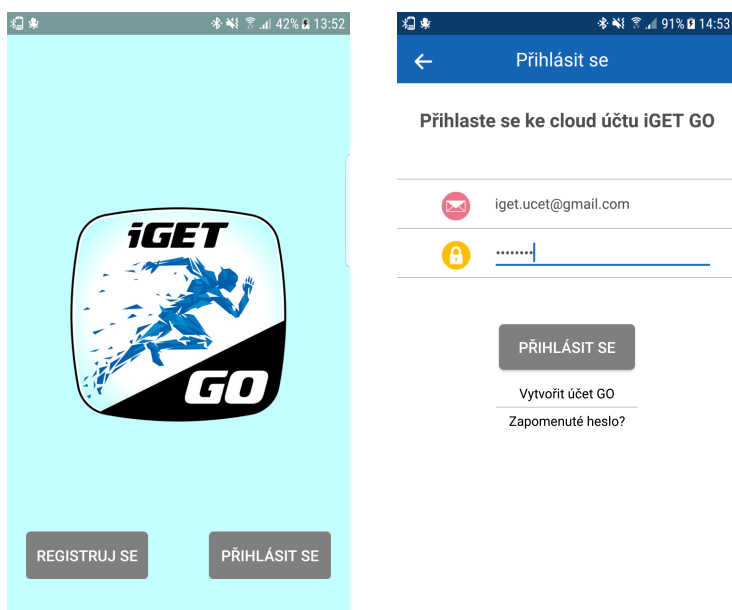 42% 13:52
iGET
GO
REGISTRUJ SE
PŘIHLÁSIT SE
91% 14:53
Přihlásit se
Přihlaste se ke cloud účtu iGET GO
iget.ucet@gmail.com
••••••••
PŘIHLÁSIT SE
Vytvořit účet GO
Zapomenuté heslo?